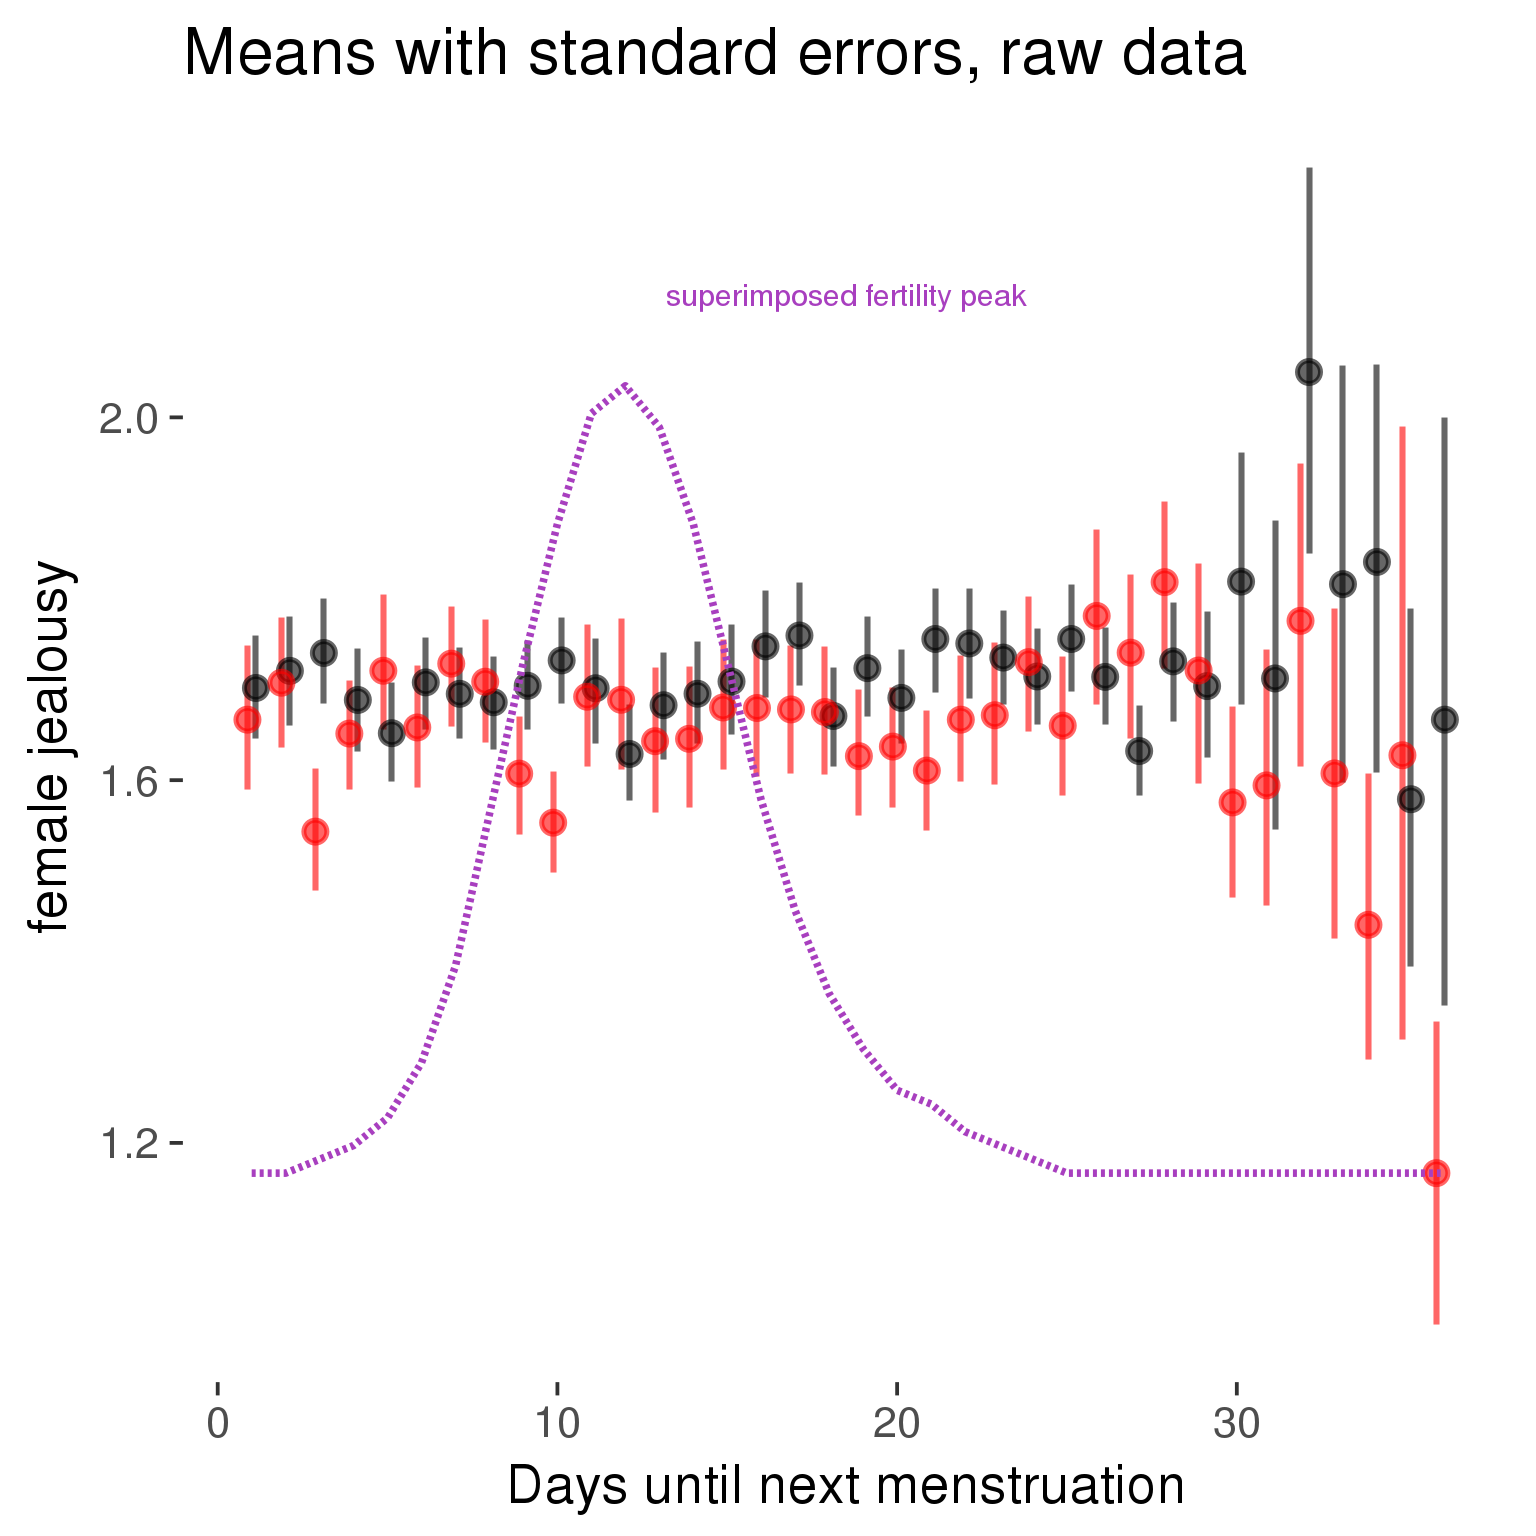 Means with standard errors, raw data
superimposed fertility peak
female jealousy
2.0
1.6
1.2
0 10 20 30
Days until next menstruation